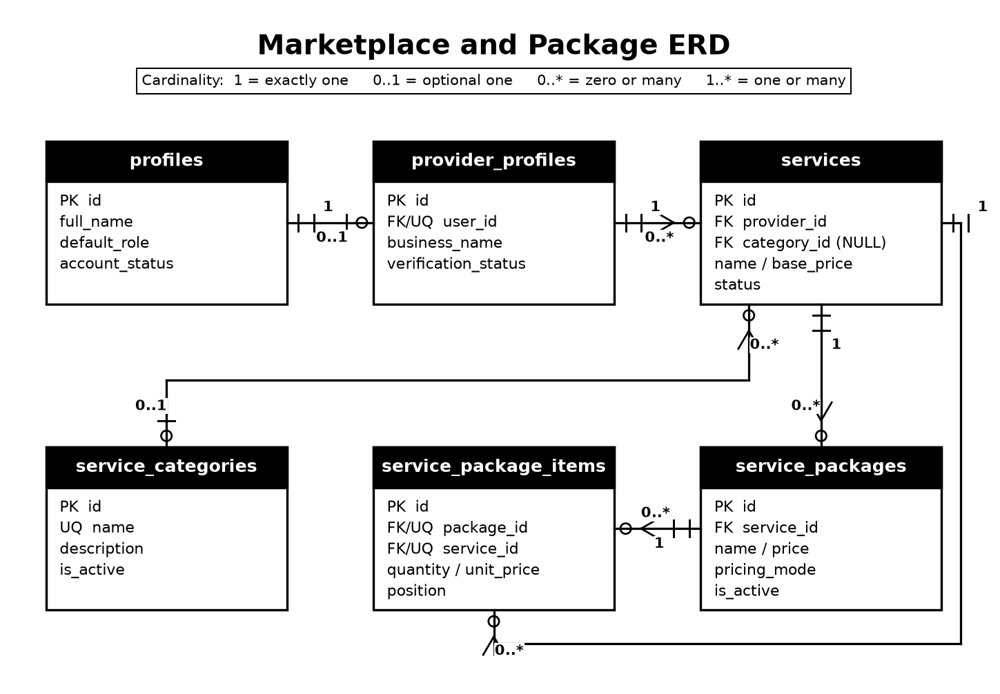 Marketplace and Package ERD
Cardinality:  1 = exactly one     0..1 = optional one     0..* = zero or many     1..* = one or many
profiles
PK  id
full_name
default_role
account_status
1
0..1
provider_profiles
PK  id
FK/UQ  user_id
business_name
verification_status
1
0..*
services
PK  id
FK  provider_id
FK  category_id (NULL)
name / base_price
status
1
0..*
1
0..1
0..*
service_categories
PK  id
UQ  name
description
is_active
service_package_items
PK  id
FK/UQ  package_id
FK/UQ  service_id
quantity / unit_price
position
0..*
1
service_packages
PK  id
FK  service_id
name / price
pricing_mode
is_active
0..*